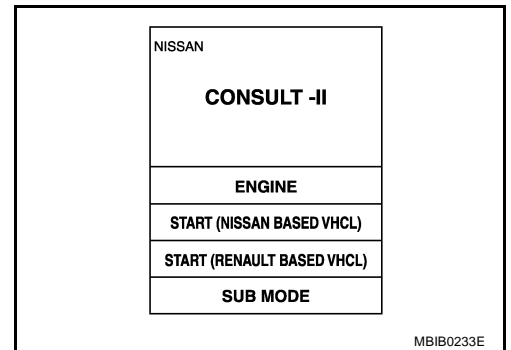 NISSAN
CONSULT -II
ENGINE
START (NISSAN BASED VHCL)
START (RENAULT BASED VHCL)
SUB MODE
MBIB0233E